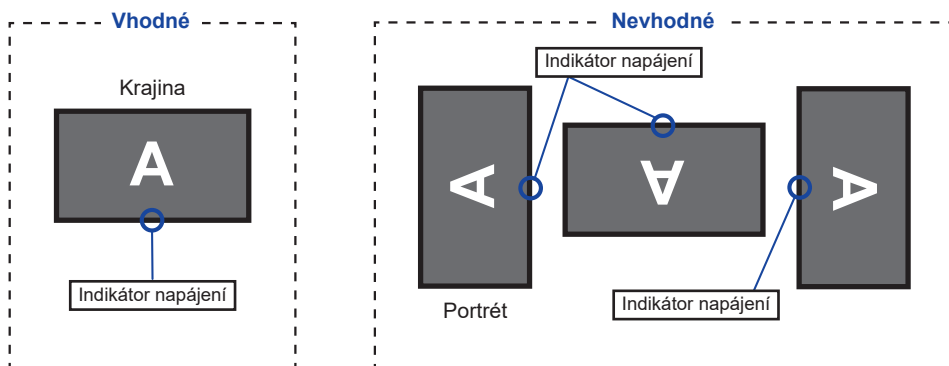 Vhodné
Krajina
A
Indikátor napájení
Nevhodné
Indikátor napájení
A
A
A
Portrét
Indikátor napájení